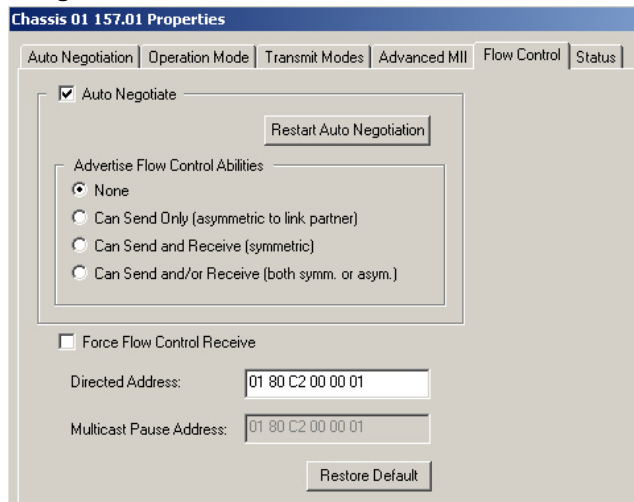 Chassis 01 157.01 Properties
Auto Negotiation Operation Mode Transmit Modes Advanced MII Flow Control Status
Auto Negotiate
Restart Auto Negotiation
Advertise Flow Control Abilities
None
Can Send Only (asymmetric to link partner)
Can Send and Receive (symmetric)
Can Send and/or Receive (both symm. or asym.)
Force Flow Control Receive
Directed Address: 01 80 C2 00 00 01
Multicast Pause Address: 01 80 C2 00 00 01
Restore Default